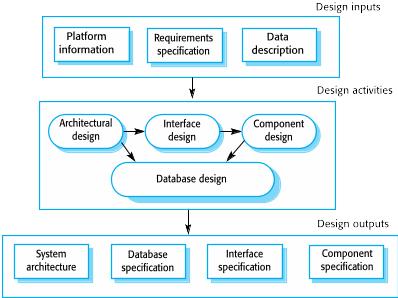 Design inputs
Platform
information
Requirements
specification
Data
description
Design activities
Architectural
design
Interface
design
Component
design
Database design
Design outputs
System
architecture
Database
specification
Interface
specification
Component
specification